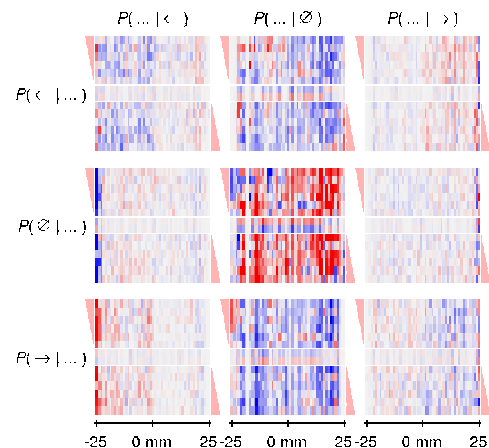 P( … | ← ) P( … | ∅ ) P( … | → )
P( ← | … )
P( ∅ | … )
P( → | … )
-25 0 mm 25 -25 0 mm 25 -25 0 mm 25